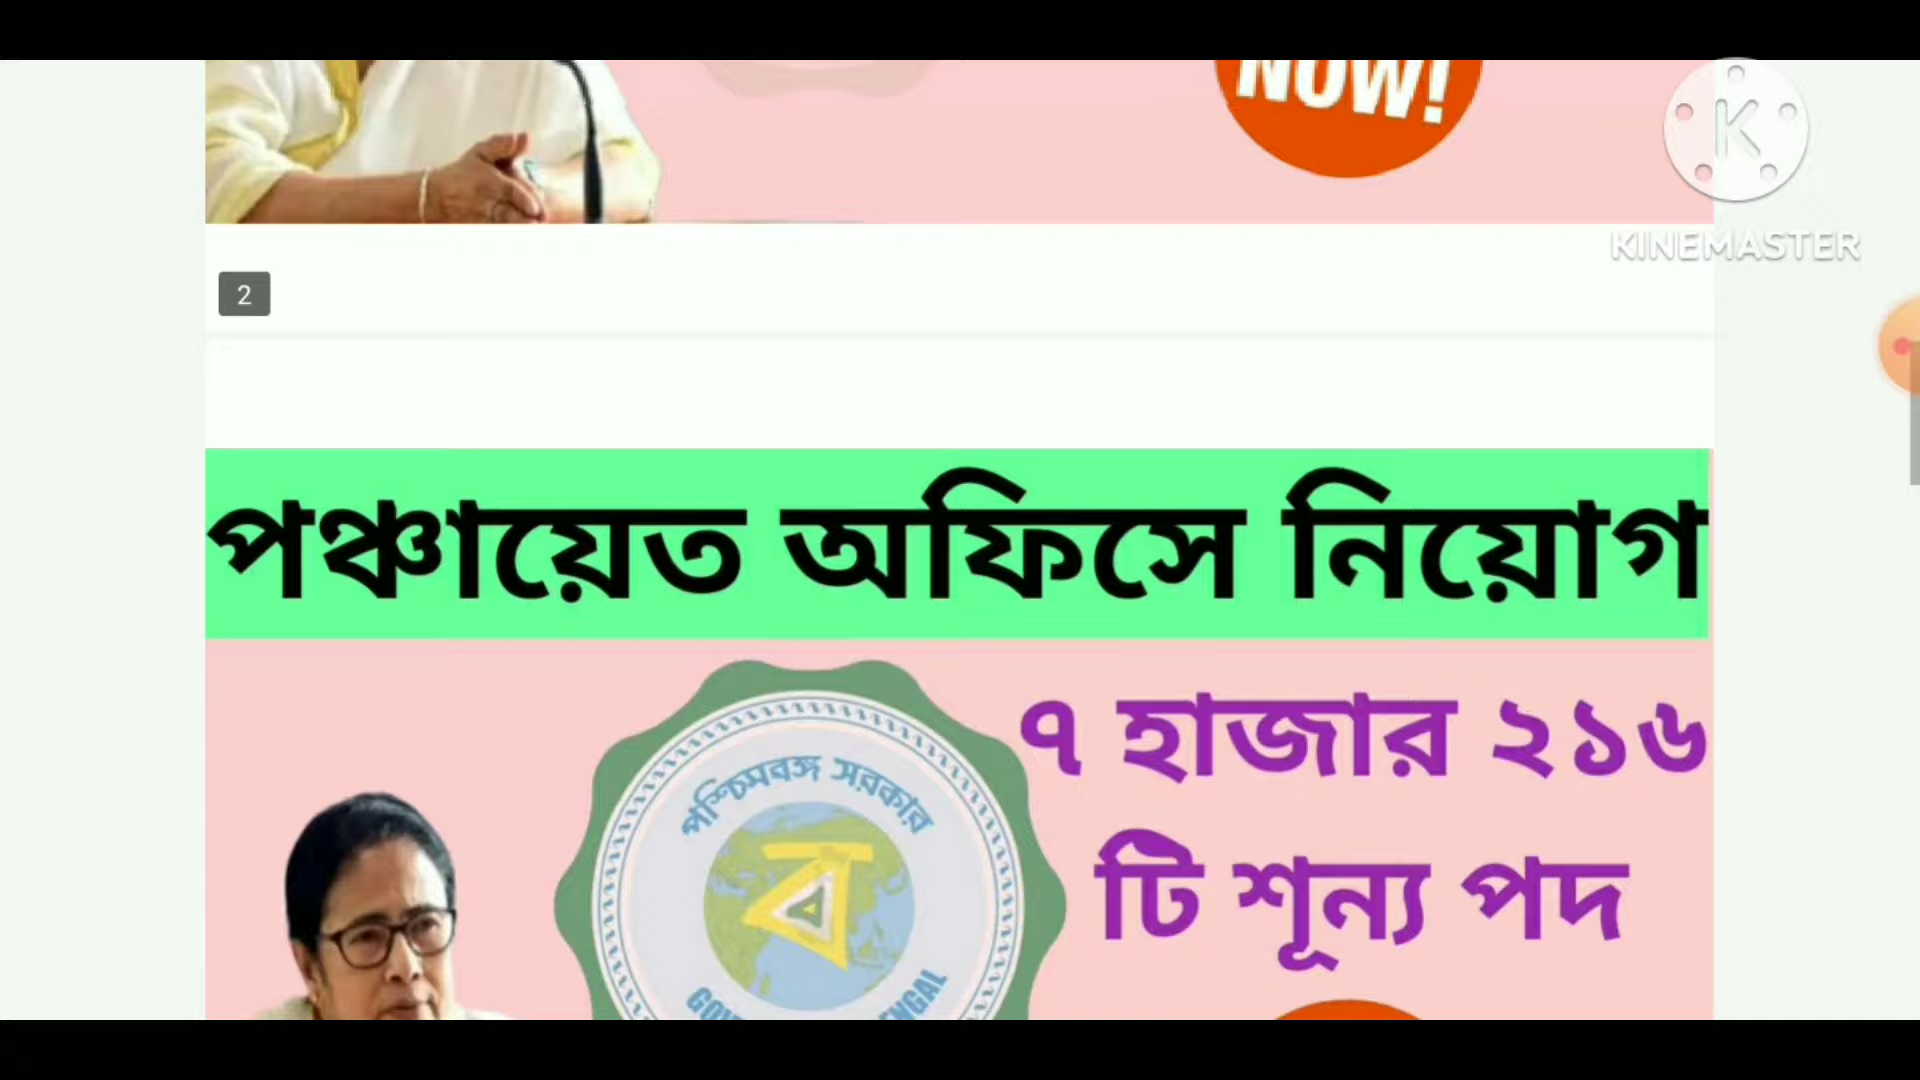 NOW!
KINEMASTER
2
পঞ্চায়েত অফিসে নিয়োগ
৭ হাজার ২১৬
টি শূন্য পদ
পশ্চিমবঙ্গ সরকার
ব